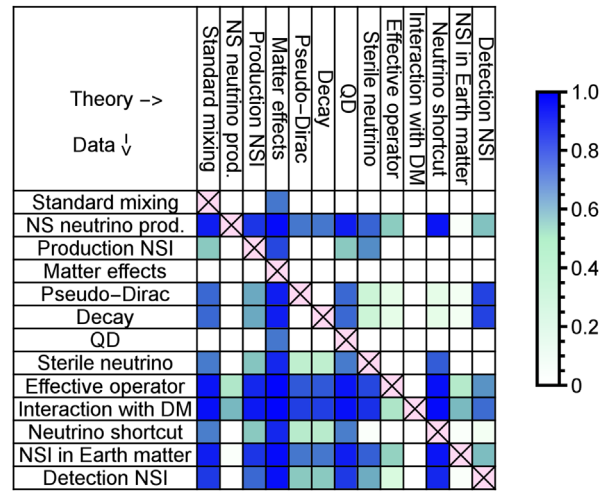 Theory ->
Data ->
Standard mixing
NS neutrino prod.
Production NSI
Matter effects
Pseudo-Dirac
Decay
QD
Sterile neutrino
Effective operator
Interaction with DM
Neutrino shortcut
NSI in Earth matter
Detection NSI
Standard mixing
NS neutrino prod.
Production NSI
Matter effects
Pseudo-Dirac
Decay
QD
Sterile neutrino
Effective operator
Interaction with DM
Neutrino shortcut
NSI in Earth matter
Detection NSI
1.0
0.8
0.6
0.4
0.2
0